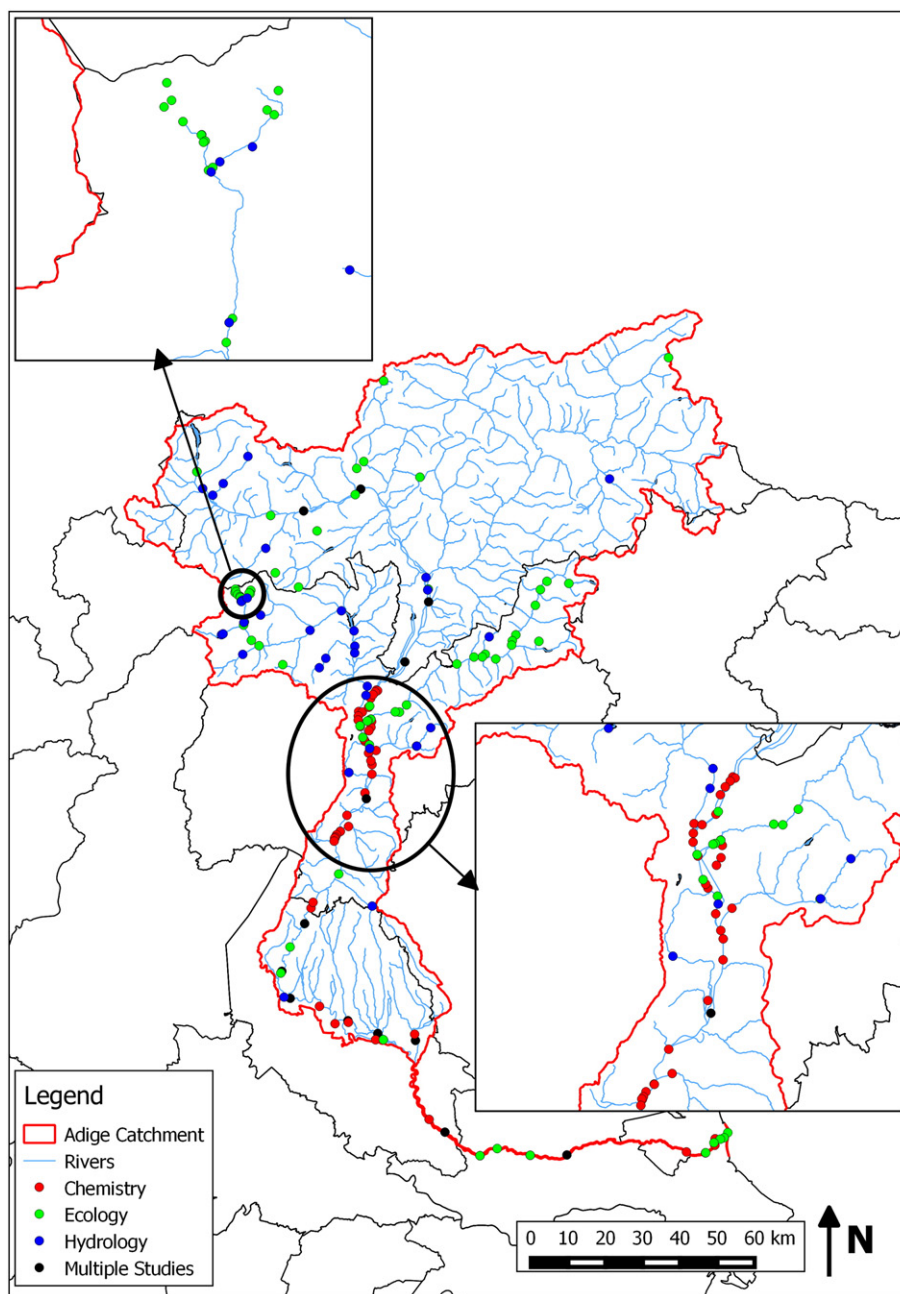 Legend
Adige Catchment
Rivers
Chemistry
Ecology
Hydrology
Multiple Studies
0 10 20 30 40 50 60 km
N